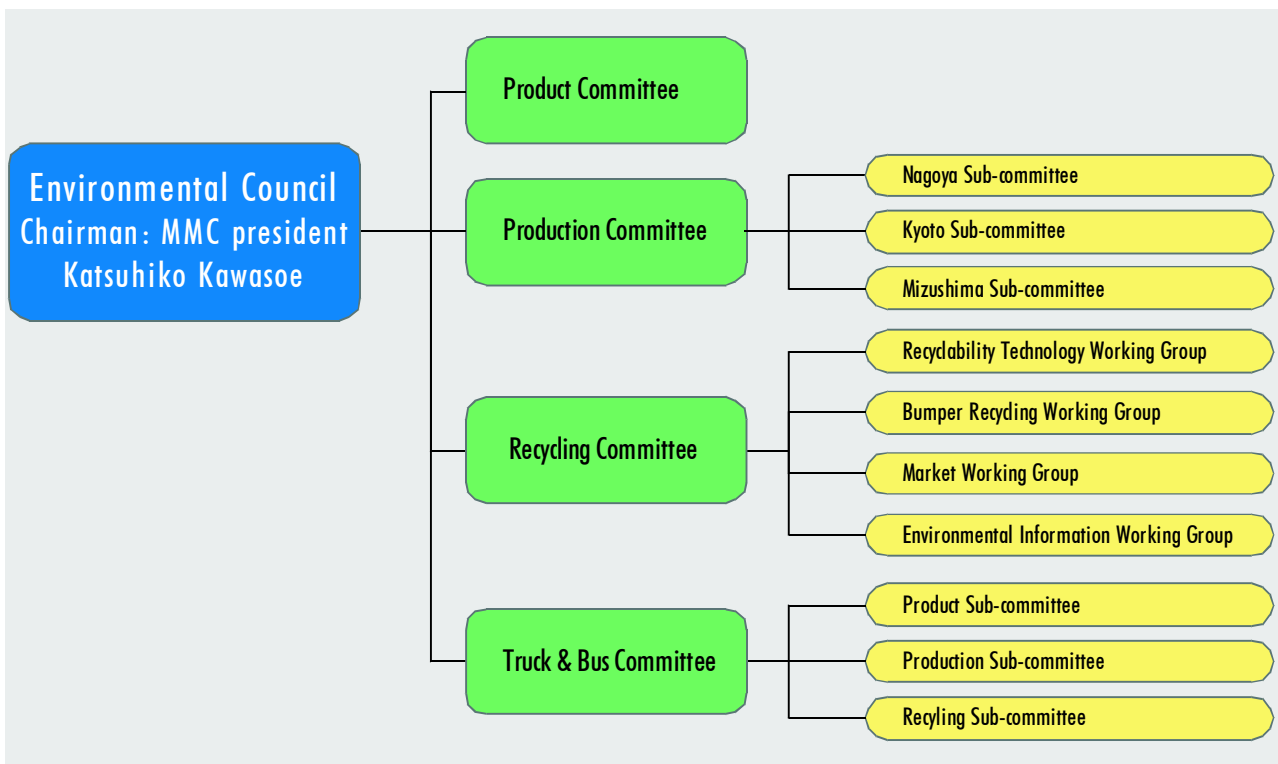 Environmental Council
Chairman: MMC president
Katsuhiko Kawasoe
Product Committee
Production Committee
Nagoya Sub-committee
Kyoto Sub-committee
Mizushima Sub-committee
Recycling Committee
Recyclability Technology Working Group
Bumper Recycling Working Group
Market Working Group
Environmental Information Working Group
Truck & Bus Committee
Product Sub-committee
Production Sub-committee
Recyling Sub-committee